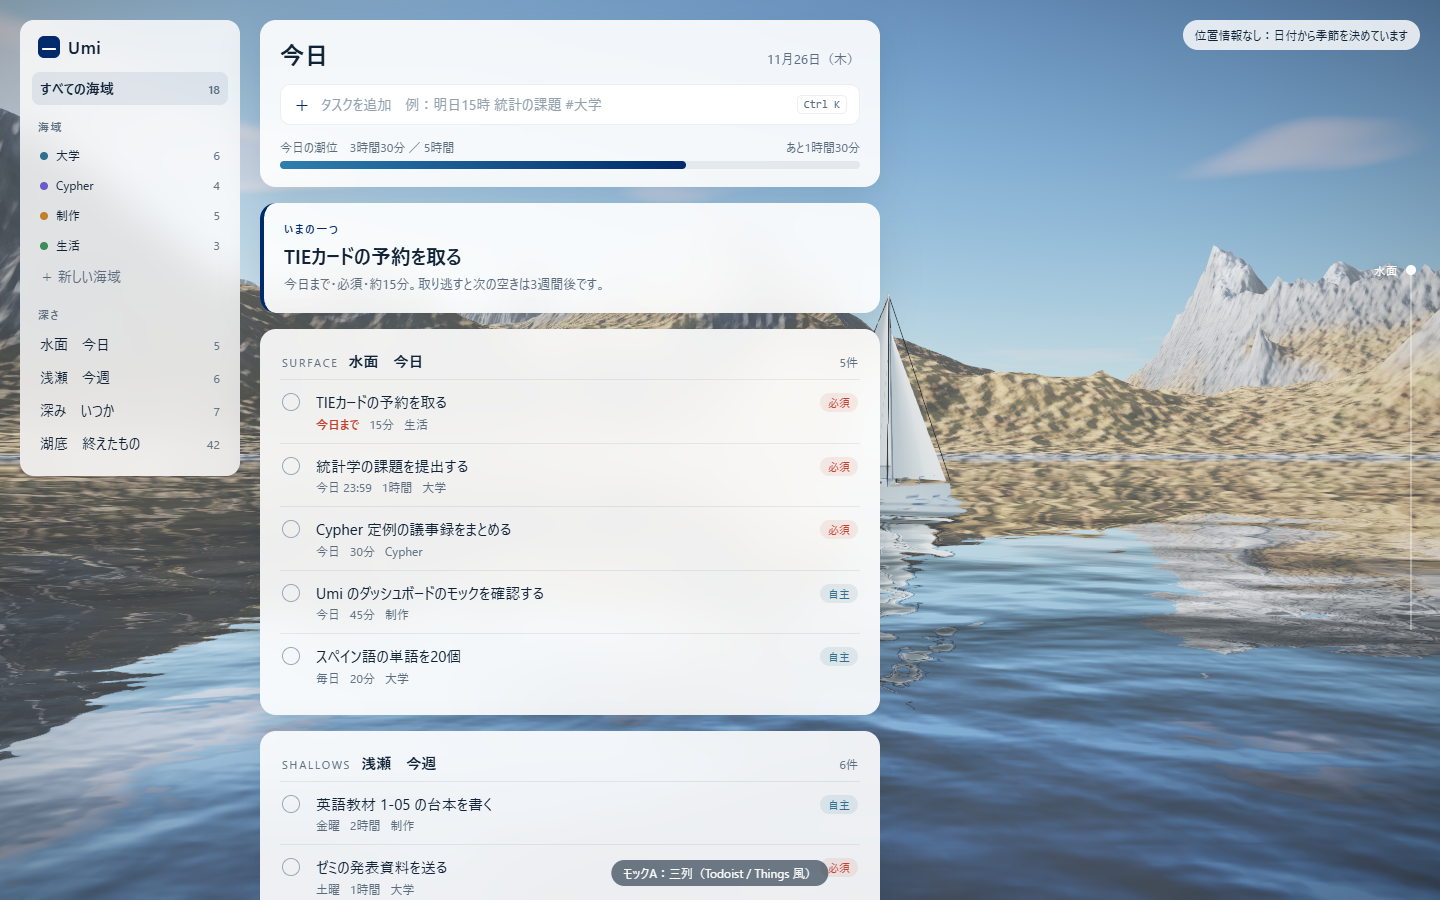 Umi
すべての海域 18
海域
大学 6
Cypher 4
制作 5
生活 3
＋ 新しい海域
深さ
水面 今日 5
浅瀬 今週 6
深み いつか 7
湖底 終えたもの 42
今日 11月26日（木）
＋ タスクを追加 例：明日15時 統計の課題 #大学 Ctrl K
今日の潮位 3時間30分 ／ 5時間 あと1時間30分
いまの一つ
TIEカードの予約を取る
今日まで・必須・約15分。取り逃すと次の空きは3週間後です。
SURFACE 水面 今日 5件
TIEカードの予約を取る 必須
今日まで 15分 生活
統計学の課題を提出する 必須
今日 23:59 1時間 大学
Cypher 定例の議事録をまとめる 必須
今日 30分 Cypher
Umi のダッシュボードのモックを確認する 自主
今日 45分 制作
スペイン語の単語を20個 自主
毎日 20分 大学
SHALLOWS 浅瀬 今週 6件
英語教材 1-05 の台本を書く 自主
金曜 2時間 制作
ゼミの発表資料を送る 必須
土曜 1時間 大学
モックA：三列（Todoist / Things 風）
位置情報なし：日付から季節を決めています
水面